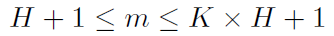 H + 1 ≤ m ≤ K × H + 1